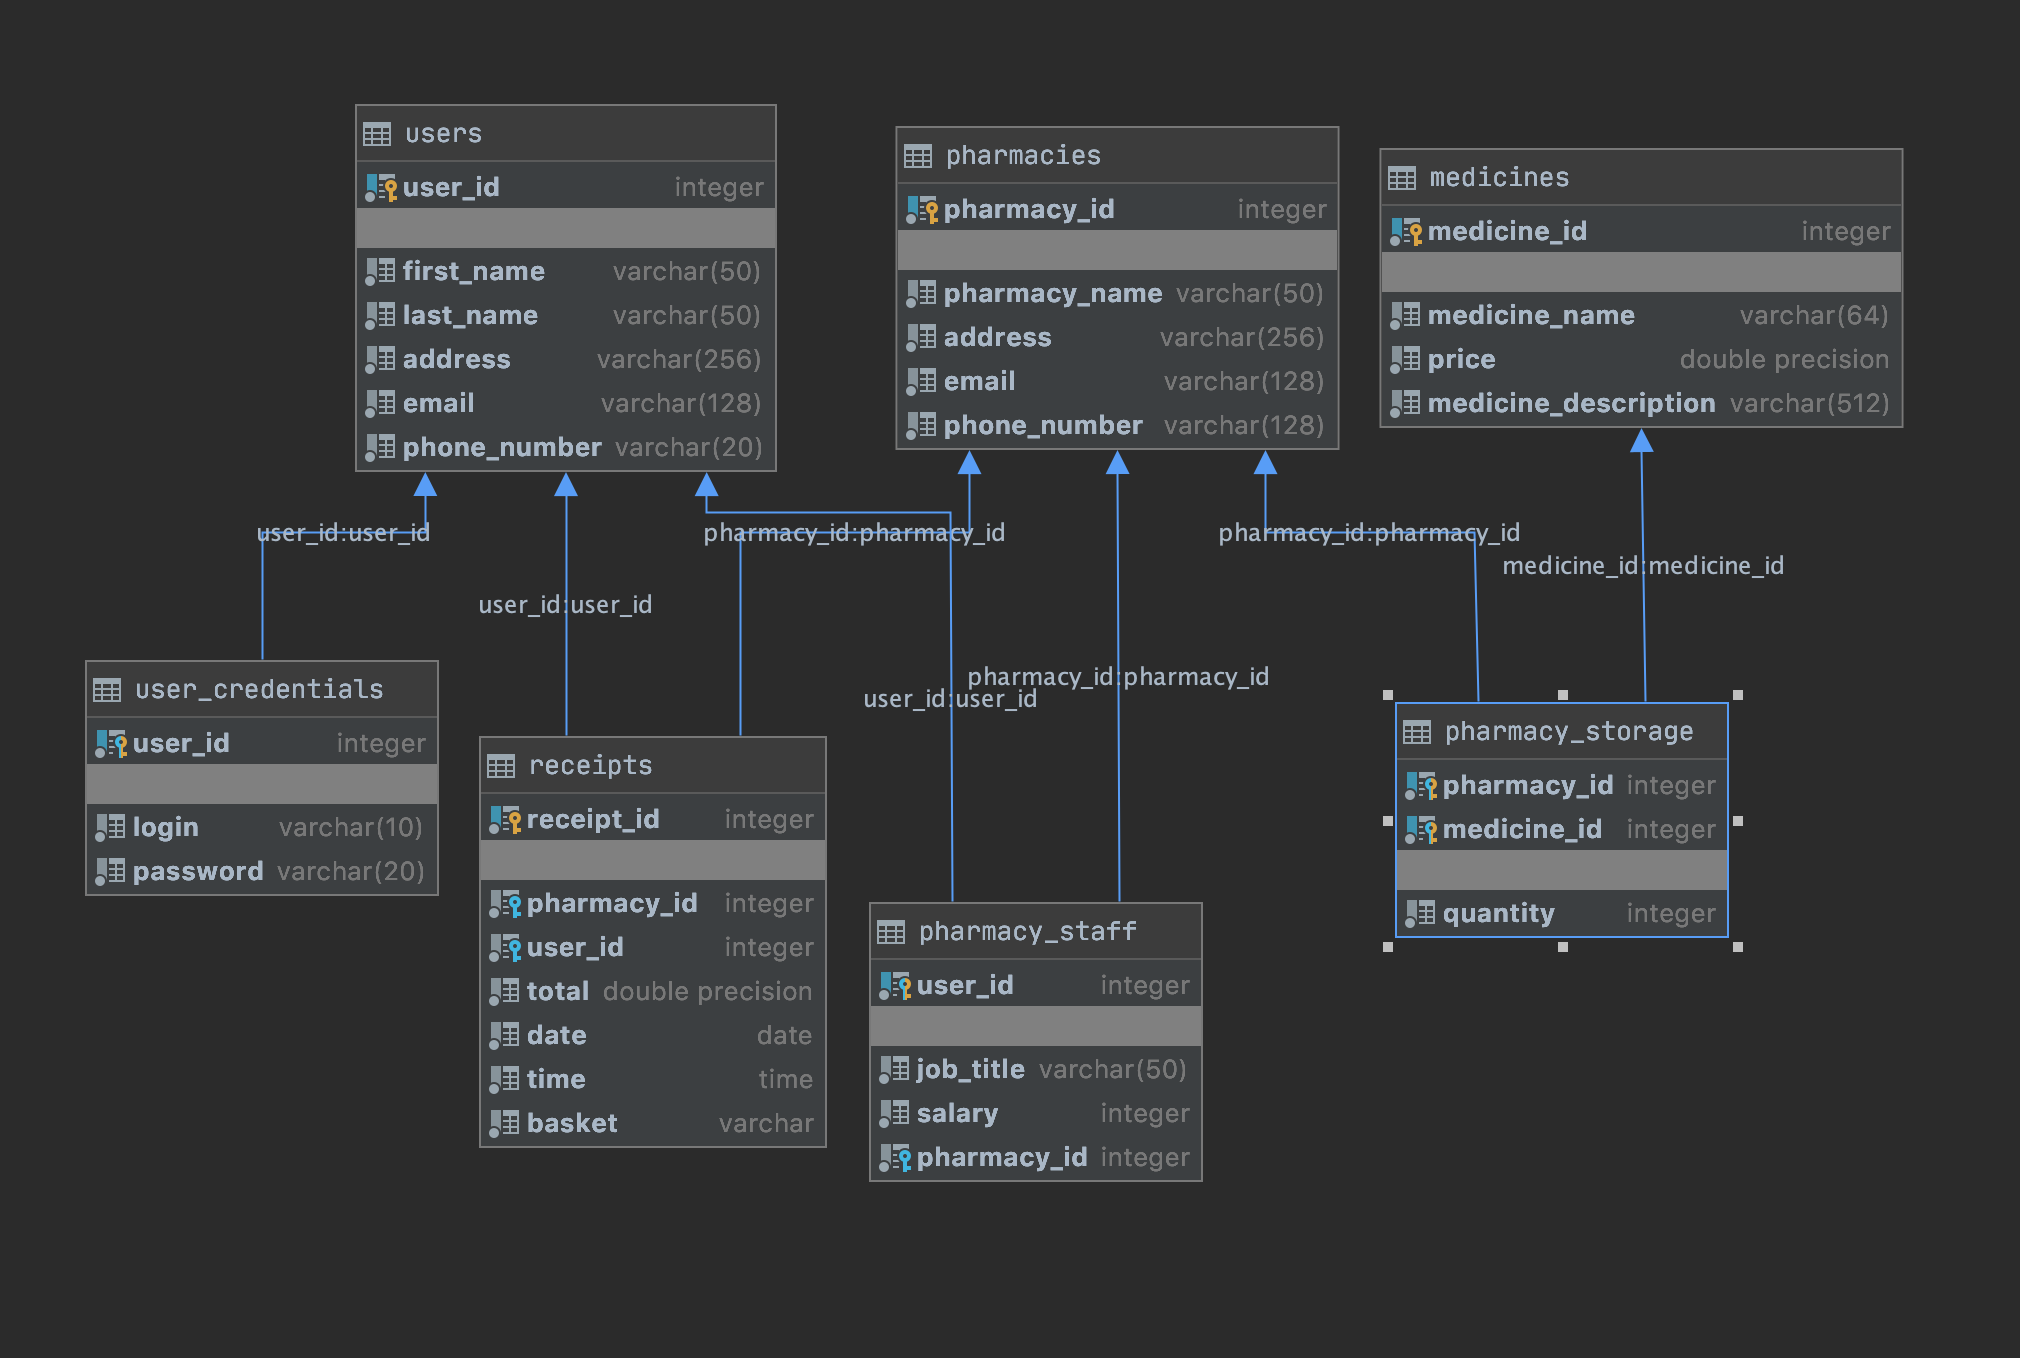 users
user_id integer
first_name varchar(50)
last_name varchar(50)
address varchar(256)
email varchar(128)
phone_number varchar(20)
pharmacies
pharmacy_id integer
pharmacy_name varchar(50)
address varchar(256)
email varchar(128)
phone_number varchar(128)
medicines
medicine_id integer
medicine_name varchar(64)
price double precision
medicine_description varchar(512)
user_id:user_id
pharmacy_id:pharmacy_id
pharmacy_id:pharmacy_id
medicine_id:medicine_id
user_id:user_id
pharmacy_id:pharmacy_id
user_id:user_id
user_credentials
user_id integer
login varchar(10)
password varchar(20)
receipts
receipt_id integer
pharmacy_id integer
user_id integer
total double precision
date date
time time
basket varchar
pharmacy_staff
user_id integer
job_title varchar(50)
salary integer
pharmacy_id integer
pharmacy_storage
pharmacy_id integer
medicine_id integer
quantity integer